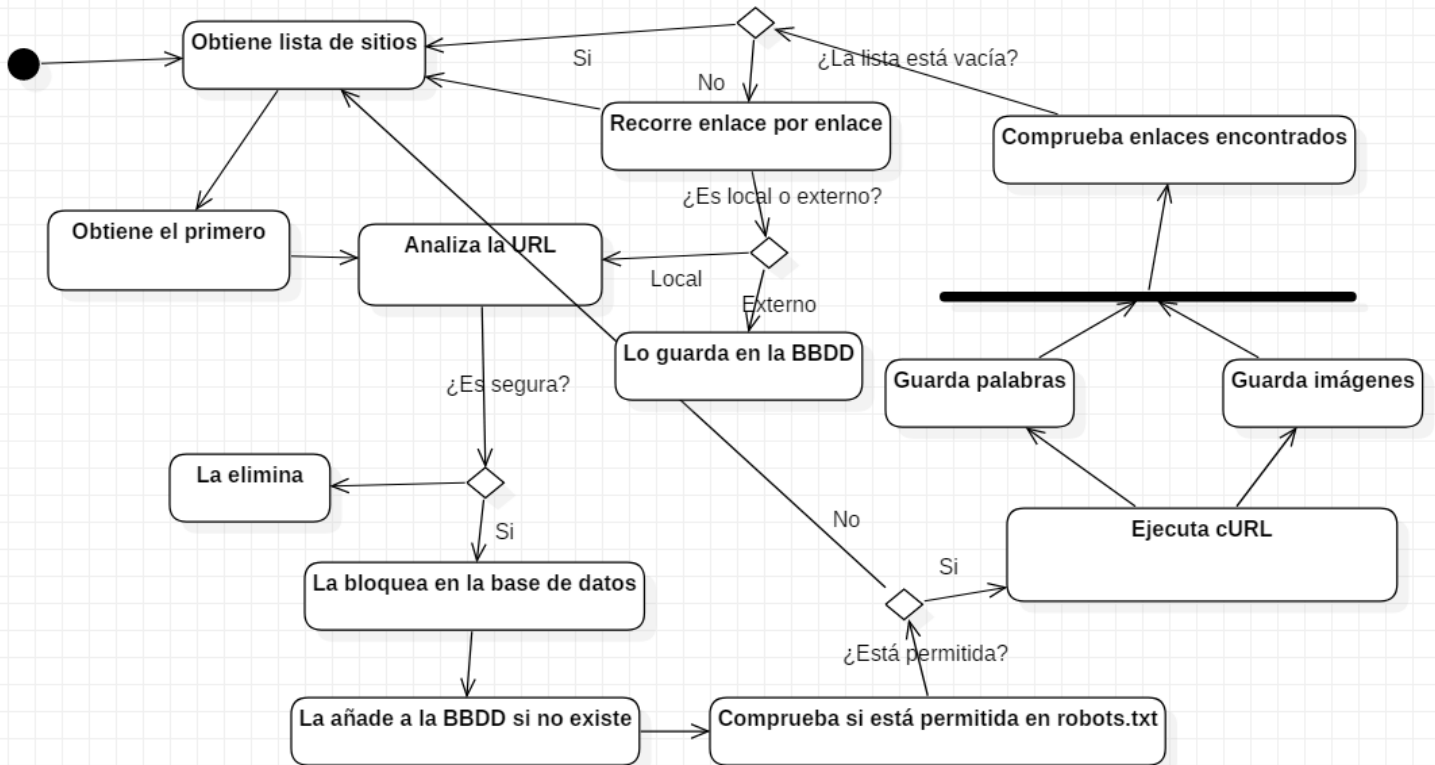 Obtiene lista de sitios
Si
¿La lista está vacía?
No
Recorre enlace por enlace
Comprueba enlaces encontrados
¿Es local o externo?
Obtiene el primero
Analiza la URL
Local
Externo
Lo guarda en la BBDD
¿Es segura?
Guarda palabras
Guarda imágenes
La elimina
Si
No
Ejecuta cURL
Si
La bloquea en la base de datos
¿Está permitida?
La añade a la BBDD si no existe
Comprueba si está permitida en robots.txt